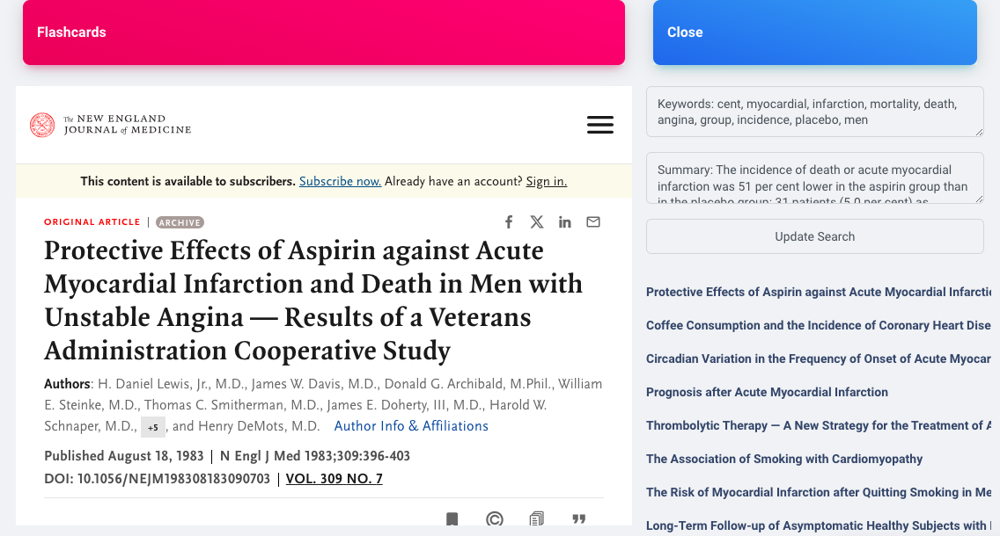 Flashcards
Close
The NEW ENGLAND
JOURNAL of MEDICINE
This content is available to subscribers. Subscribe now. Already have an account? Sign in.
ORIGINAL ARTICLE | ARCHIVE
Protective Effects of Aspirin against Acute
Myocardial Infarction and Death in Men with
Unstable Angina — Results of a Veterans
Administration Cooperative Study
Authors: H. Daniel Lewis, Jr., M.D., James W. Davis, M.D., Donald G. Archibald, M.Phil., William
E. Steinke, M.D., Thomas C. Smitherman, M.D., James E. Doherty, III, M.D., Harold W.
Schnaper, M.D., +5, and Henry DeMots, M.D. Author Info & Affiliations
Published August 18, 1983 | N Engl J Med 1983;309:396-403
DOI: 10.1056/NEJM198308183090703 | VOL. 309 NO. 7
Keywords: cent, myocardial, infarction, mortality, death,
angina, group, incidence, placebo, men
Summary: The incidence of death or acute myocardial
infarction was 51 per cent lower in the aspirin group than
in the placebo group: 31 patients (5.0 per cent) as
Update Search
Protective Effects of Aspirin against Acute Myocardial Infarctio
Coffee Consumption and the Incidence of Coronary Heart Dise
Circadian Variation in the Frequency of Onset of Acute Myocar
Prognosis after Acute Myocardial Infarction
Thrombolytic Therapy — A New Strategy for the Treatment of A
The Association of Smoking with Cardiomyopathy
The Risk of Myocardial Infarction after Quitting Smoking in Me
Long-Term Follow-up of Asymptomatic Healthy Subjects with